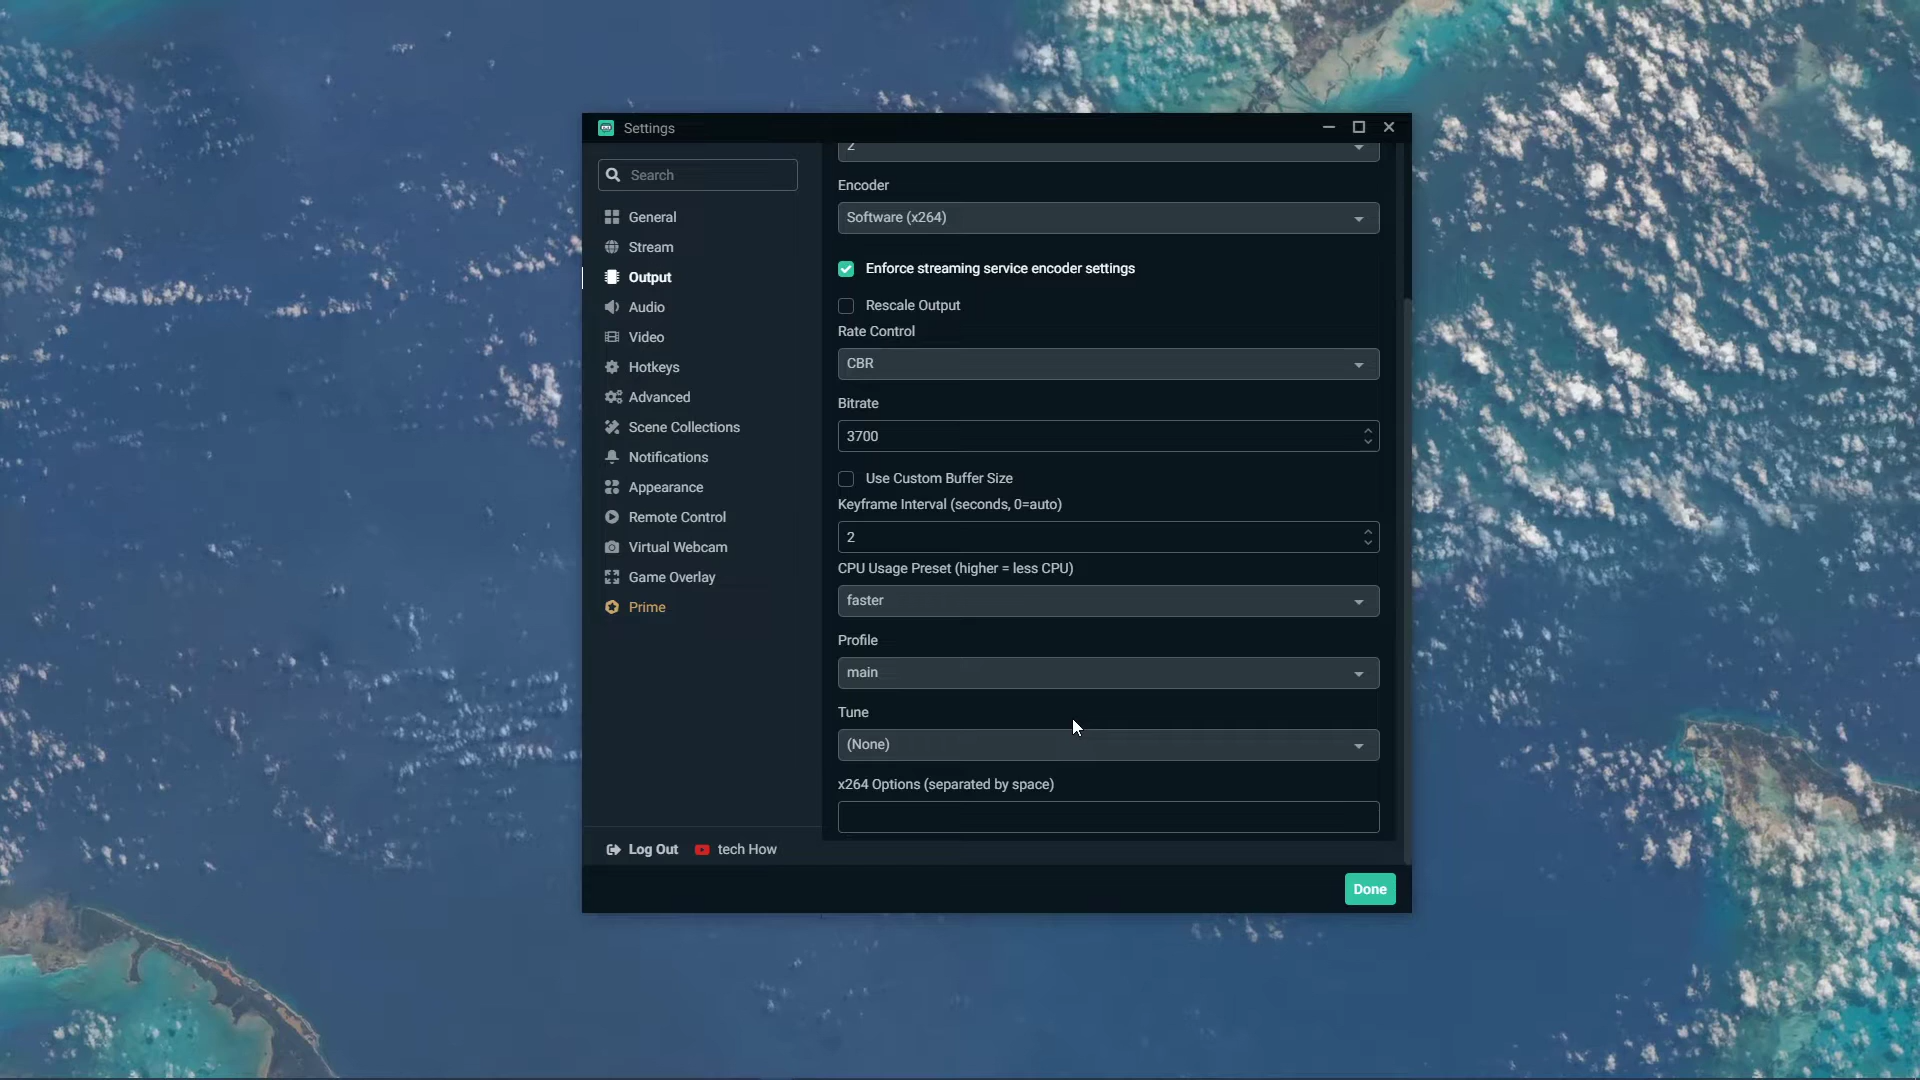 Settings
Search
General
Stream
Output
Audio
Video
Hotkeys
Advanced
Scene Collections
Notifications
Appearance
Remote Control
Virtual Webcam
Game Overlay
Prime
Log Out
tech How
2
Encoder
Software (x264)
Enforce streaming service encoder settings
Rescale Output
Rate Control
CBR
Bitrate
3700
Use Custom Buffer Size
Keyframe Interval (seconds, 0=auto)
2
CPU Usage Preset (higher = less CPU)
faster
Profile
main
Tune
(None)
x264 Options (separated by space)
Done